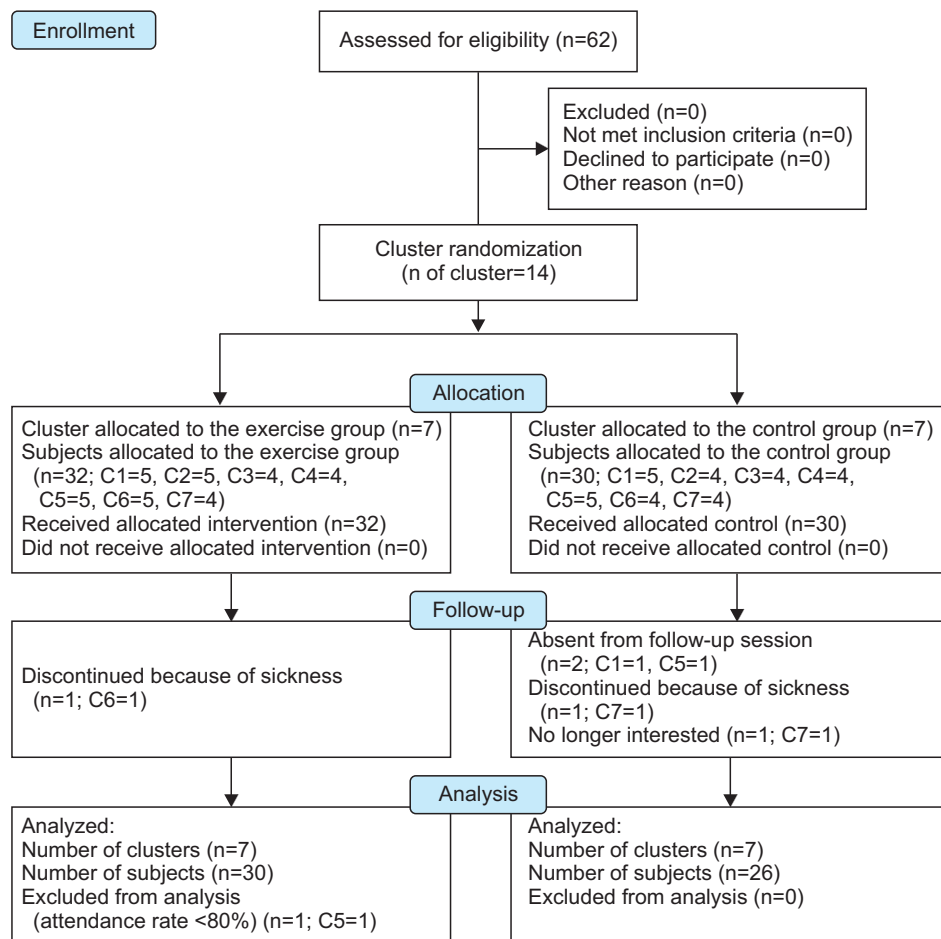 Enrollment
Assessed for eligibility (n=62)
Excluded (n=0)
Not met inclusion criteria (n=0)
Declined to participate (n=0)
Other reason (n=0)
Cluster randomization
(n of cluster=14)
Allocation
Cluster allocated to the exercise group (n=7)
Subjects allocated to the exercise group
(n=32; C1=5, C2=5, C3=4, C4=4,
C5=5, C6=5, C7=4)
Received allocated intervention (n=32)
Did not receive allocated intervention (n=0)
Cluster allocated to the control group (n=7)
Subjects allocated to the control group
(n=30; C1=5, C2=4, C3=4, C4=4,
C5=5, C6=4, C7=4)
Received allocated control (n=30)
Did not receive allocated control (n=0)
Follow-up
Discontinued because of sickness
(n=1; C6=1)
Absent from follow-up session
(n=2; C1=1, C5=1)
Discontinued because of sickness
(n=1; C7=1)
No longer interested (n=1; C7=1)
Analysis
Analyzed:
Number of clusters (n=7)
Number of subjects (n=30)
Excluded from analysis
(attendance rate <80%) (n=1; C5=1)
Analyzed:
Number of clusters (n=7)
Number of subjects (n=26)
Excluded from analysis (n=0)